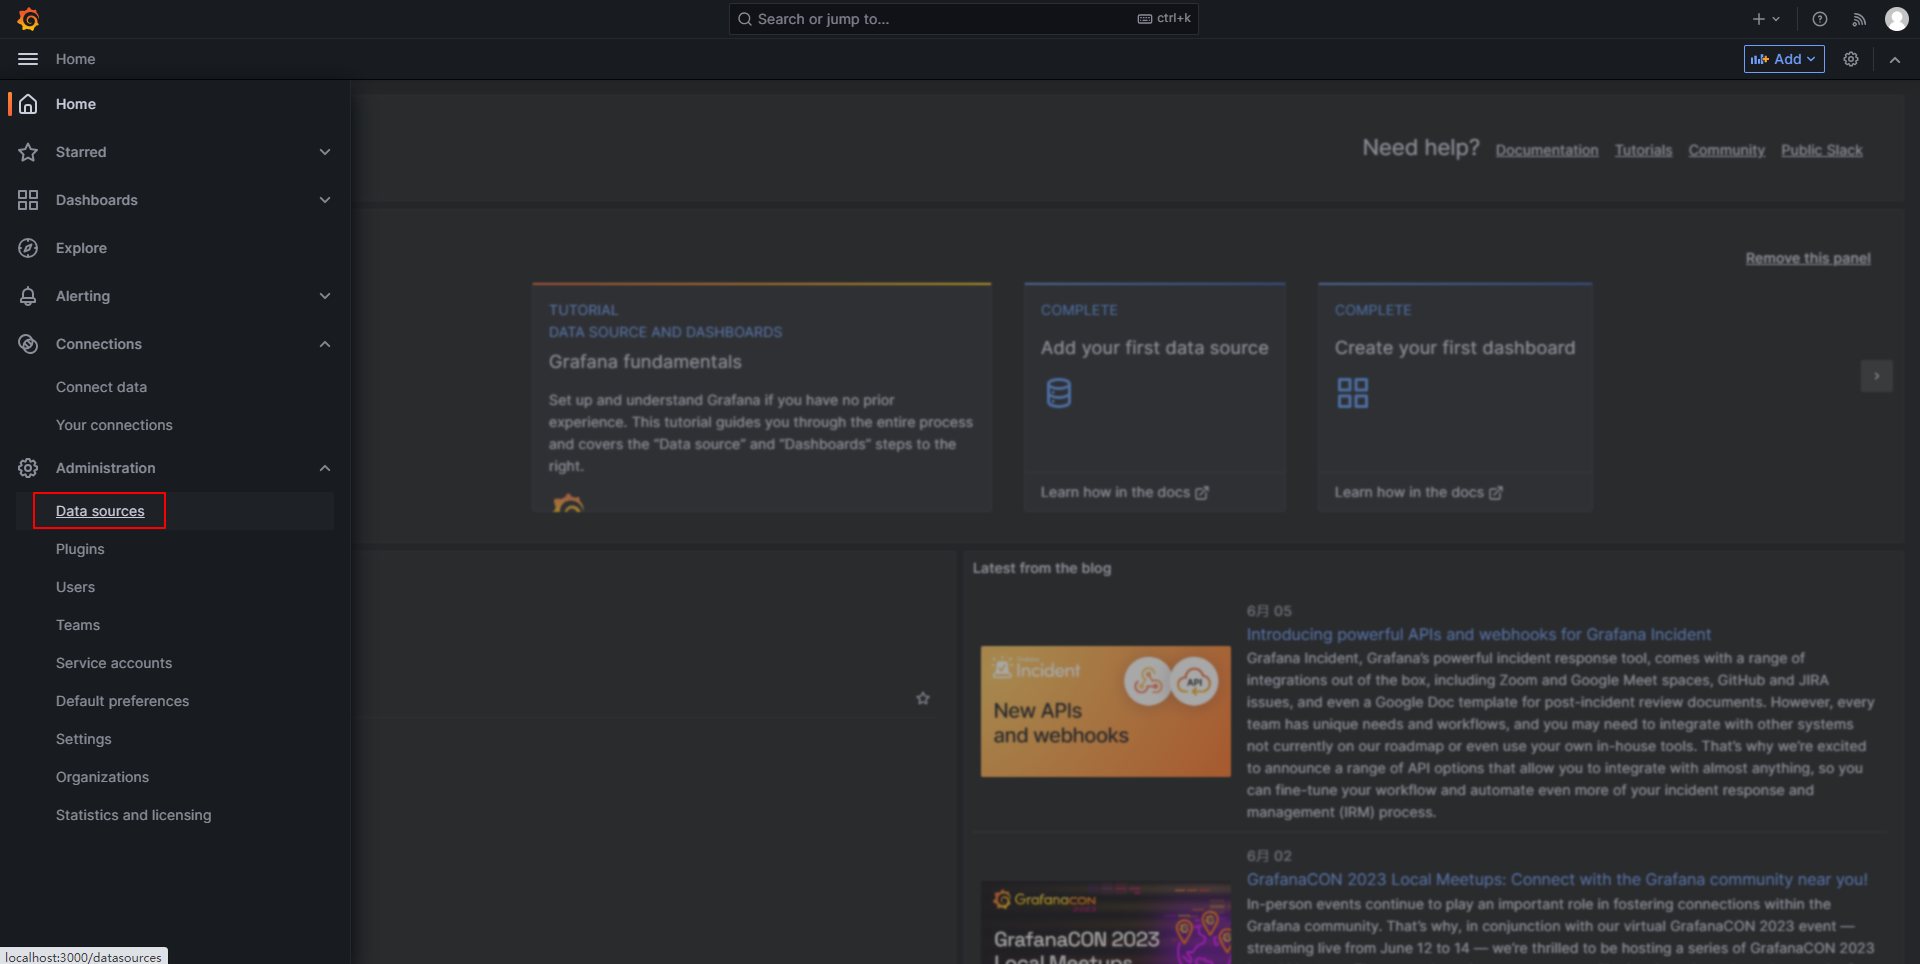 Search or jump to...
ctrl+k
Home
Add
Home
Starred
Dashboards
Explore
Alerting
Connections
Connect data
Your connections
Administration
Data sources
Plugins
Users
Teams
Service accounts
Default preferences
Settings
Organizations
Statistics and licensing
localhost:3000/datasources
Need help?
Documentation
Tutorials
Community
Public Slack
Remove this panel
TUTORIAL
DATA SOURCE AND DASHBOARDS
Grafana fundamentals
Set up and understand Grafana if you have no prior
experience. This tutorial guides you through the entire process
and covers the "Data source" and "Dashboards" steps to the
right.
COMPLETE
Add your first data source
Learn how in the docs
COMPLETE
Create your first dashboard
Learn how in the docs
Latest from the blog
Incident
New APIs
and webhooks
API
6月 05
Introducing powerful APIs and webhooks for Grafana Incident
Grafana Incident, Grafana's powerful incident response tool, comes with a range of
integrations out of the box, including Zoom and Google Meet spaces, GitHub and JIRA
issues, and even a Google Doc template for post-incident review documents. However, every
team has unique needs and workflows, and you may need to integrate with other systems
not currently on our roadmap or even use your own in-house tools. That's why we're excited
to announce a range of API options that allow you to integrate with almost anything, so you
can fine-tune your workflow and automate even more of your incident response and
management (IRM) process.
GrafanaCON
2023
GrafanaCON 2023
Local Meetups
6月 02
GrafanaCON 2023 Local Meetups: Connect with the Grafana community near you!
In-person events continue to play an important role in fostering connections within the
Grafana community. That's why, in conjunction with our virtual GrafanaCON 2023 event —
streaming live from June 12 to 14 — we're thrilled to be hosting a series of GrafanaCON 2023